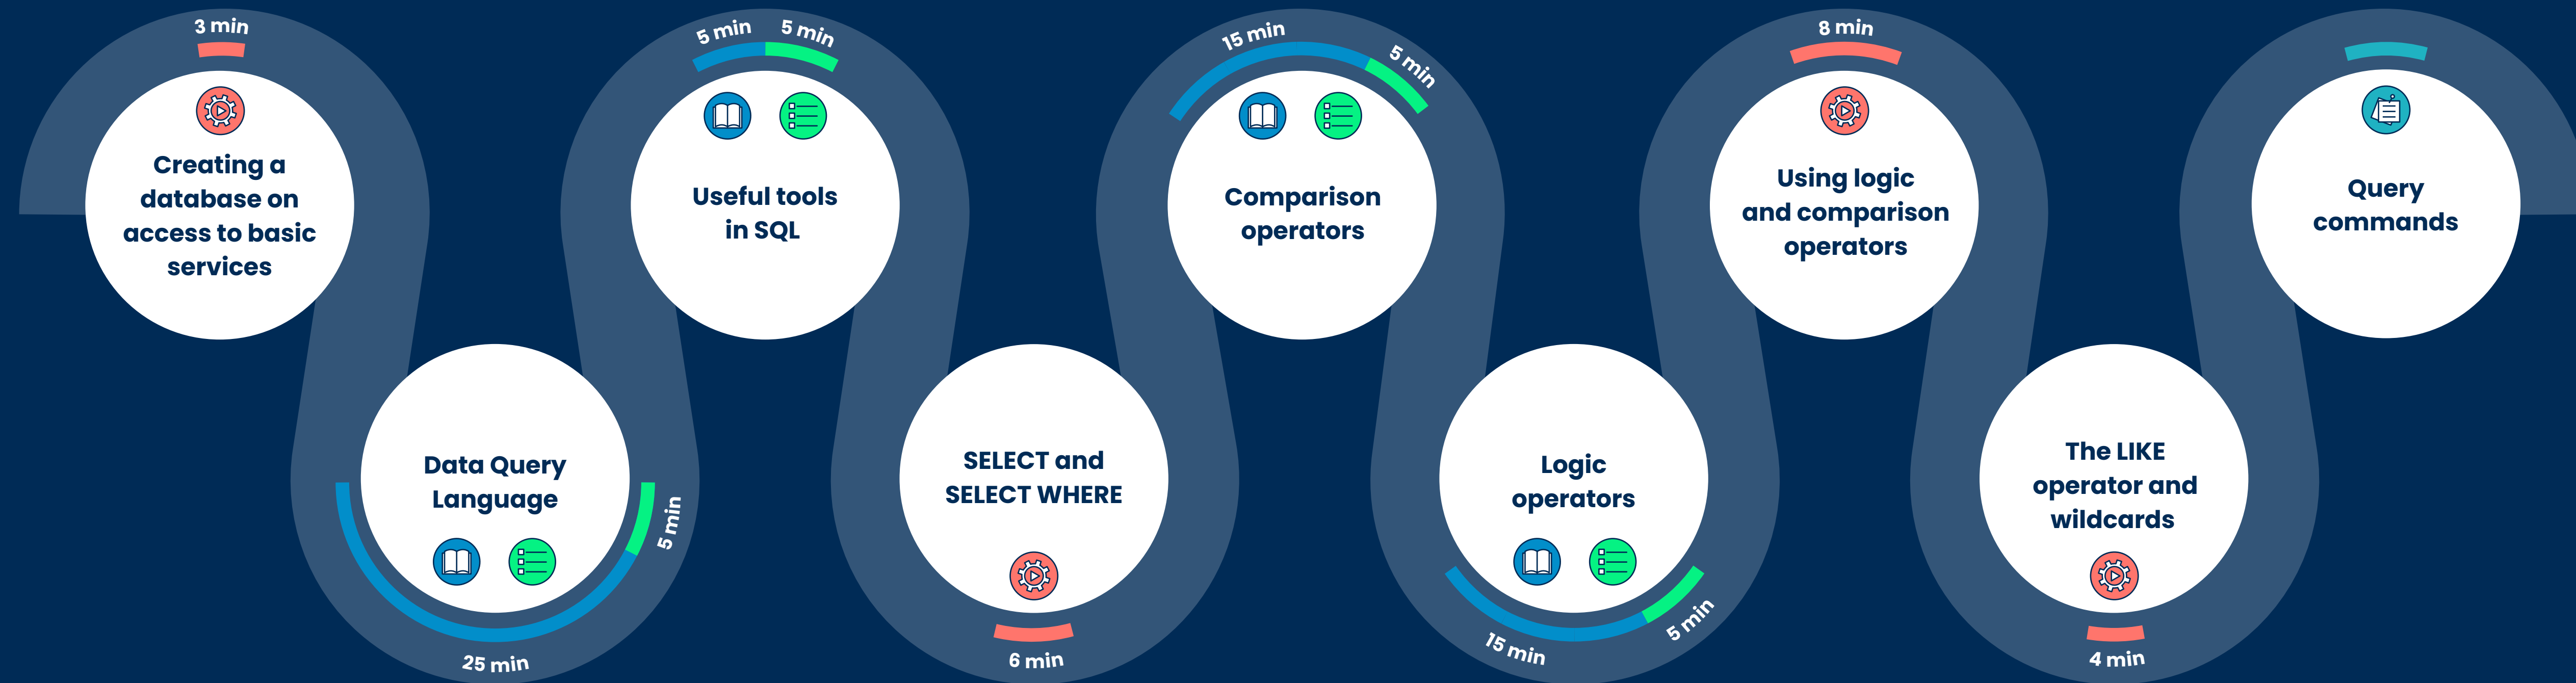 3 min
Creating a
database on
access to basic
services
Data Query
Language
25 min
5 min
5 min
5 min
Useful tools
in SQL
SELECT and
SELECT WHERE
6 min
15 min
5 min
Comparison
operators
Logic
operators
15 min
5 min
8 min
Using logic
and comparison
operators
The LIKE
operator and
wildcards
4 min
Query
commands